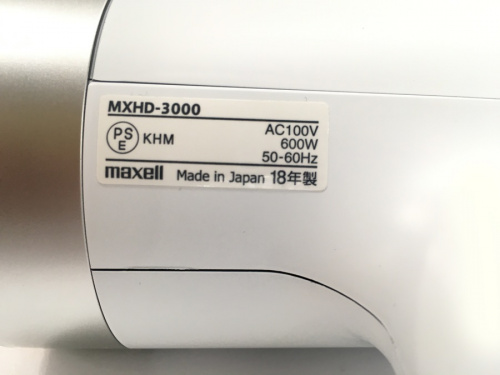 MXHD-3000
PS
E
KHM
AC100V
600W
50-60Hz
maxell Made in Japan 18年製